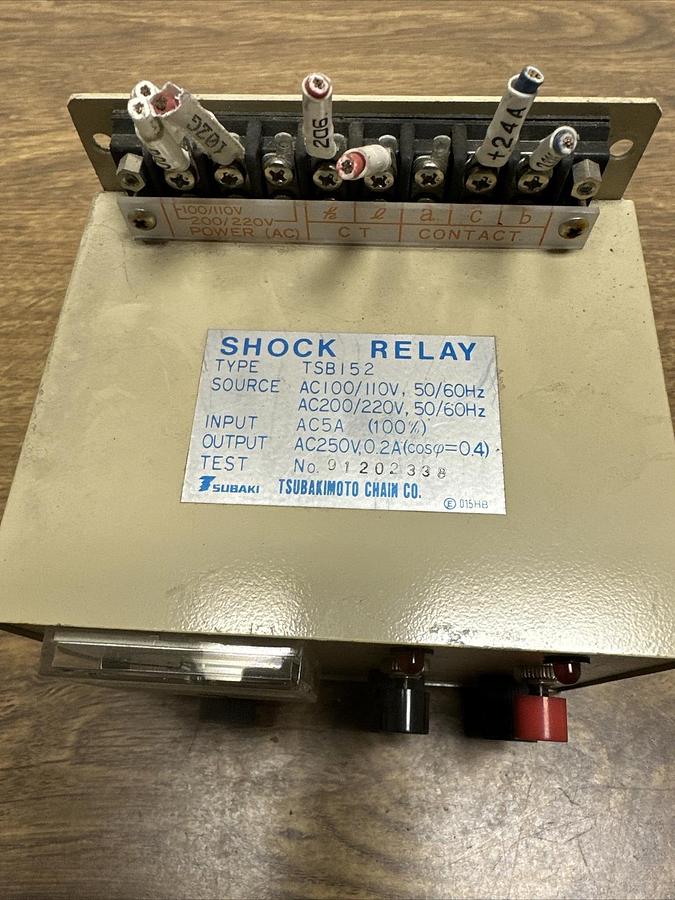 1025
206
+24A
100/110V
200/220V
POWER (AC)
k l
C T
a c b
CONTACT
SHOCK RELAY
TYPE TSB152
SOURCE AC100/110V, 50/60Hz
AC200/220V, 50/60Hz
INPUT AC5A (100%)
OUTPUT AC250V,0.2A(cosφ=0.4)
TEST No. 91202338
TSUBAKI TSUBAKIMOTO CHAIN CO.
Ⓔ 015HB